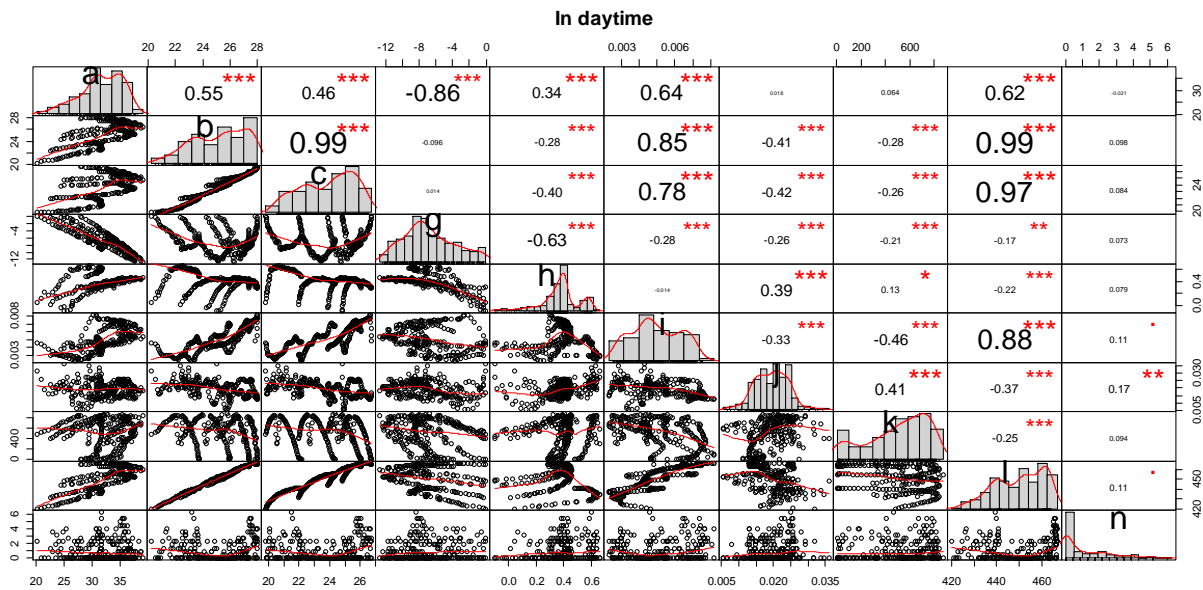 In daytime
20 22 24 26 28 -12 -8 -4 0 0.003 0.006 0 200 600 0 1 2 3 4 5 6
a 0.55 *** 0.46 *** -0.86 *** 0.34 *** 0.64 *** 0.018 0.064 0.62 *** -0.021 20 30
20 24 28 b 0.99 *** -0.096 -0.28 *** 0.85 *** -0.41 *** -0.28 *** 0.99 *** 0.098
c 0.014 -0.40 *** 0.78 *** -0.42 *** -0.26 *** 0.97 *** 0.084 20 24
-12 -4 g -0.63 *** -0.28 *** -0.26 *** -0.21 *** -0.17 ** 0.073
h -0.014 0.39 *** 0.13 * -0.22 *** 0.079 0.0 0.4
0.003 0.008 i -0.33 *** -0.46 *** 0.88 *** 0.11 .
j 0.41 *** -0.37 *** 0.17 ** 0.005 0.030
0 400 k -0.25 *** 0.094
l 0.11 . 420 450
0 2 4 6 n
20 25 30 35 20 22 24 26 0.0 0.2 0.4 0.6 0.005 0.020 0.035 420 440 460